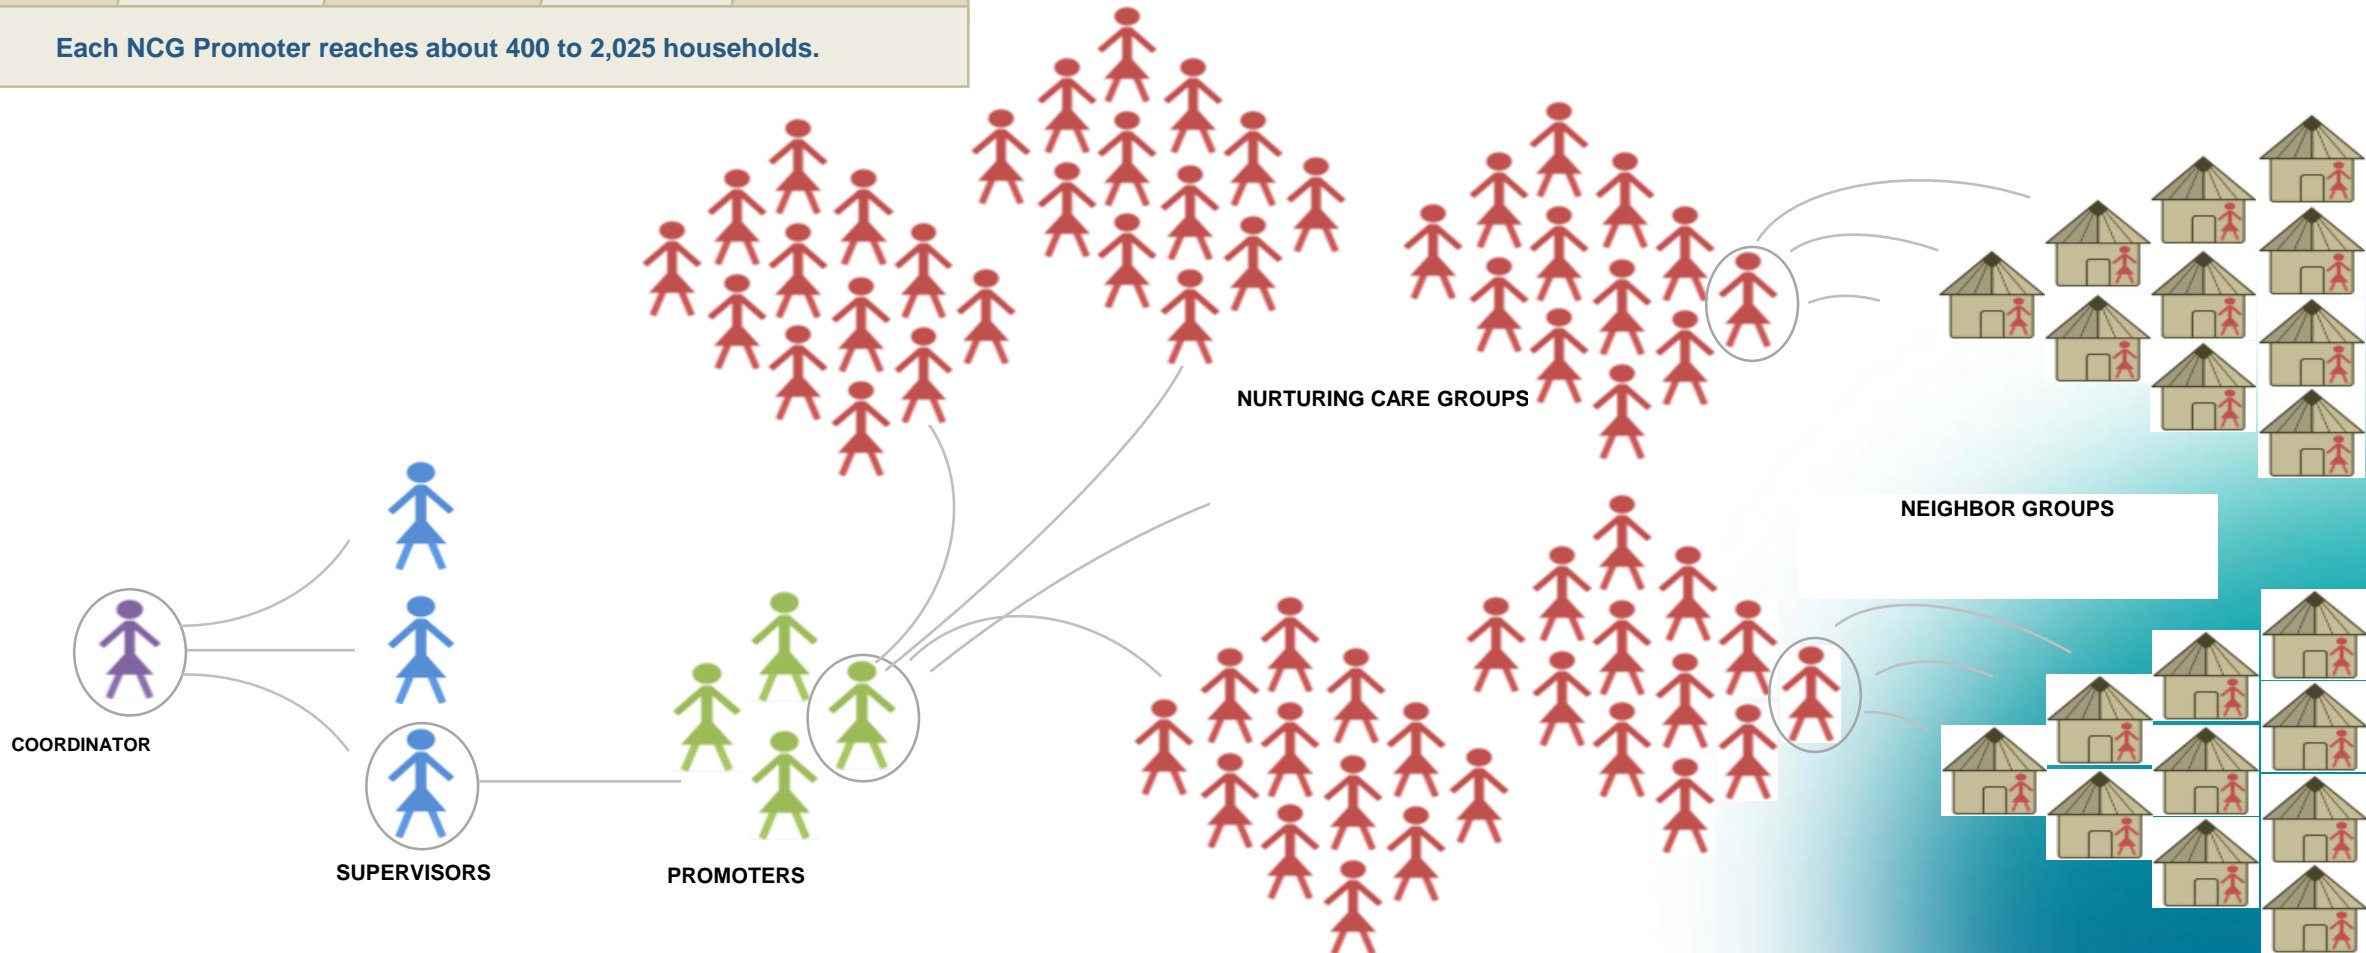 Each NCG Promoter reaches about 400 to 2,025 households.
NURTURING CARE GROUPS
NEIGHBOR GROUPS
COORDINATOR
SUPERVISORS
PROMOTERS